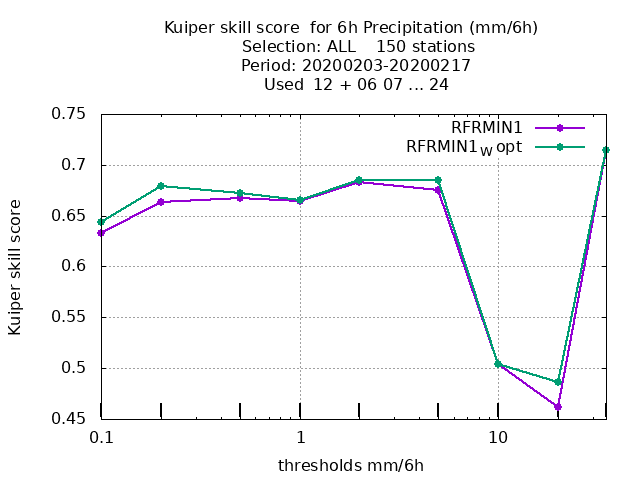 Kuiper skill score  for 6h Precipitation (mm/6h)
Selection: ALL    150 stations
Period: 20200203-20200217
Used  12 + 06 07 ... 24
RFRMIN1
RFRMIN1W opt
0.75
0.7
0.65
0.6
0.55
0.5
0.45
Kuiper skill score
0.1 1 10
thresholds mm/6h